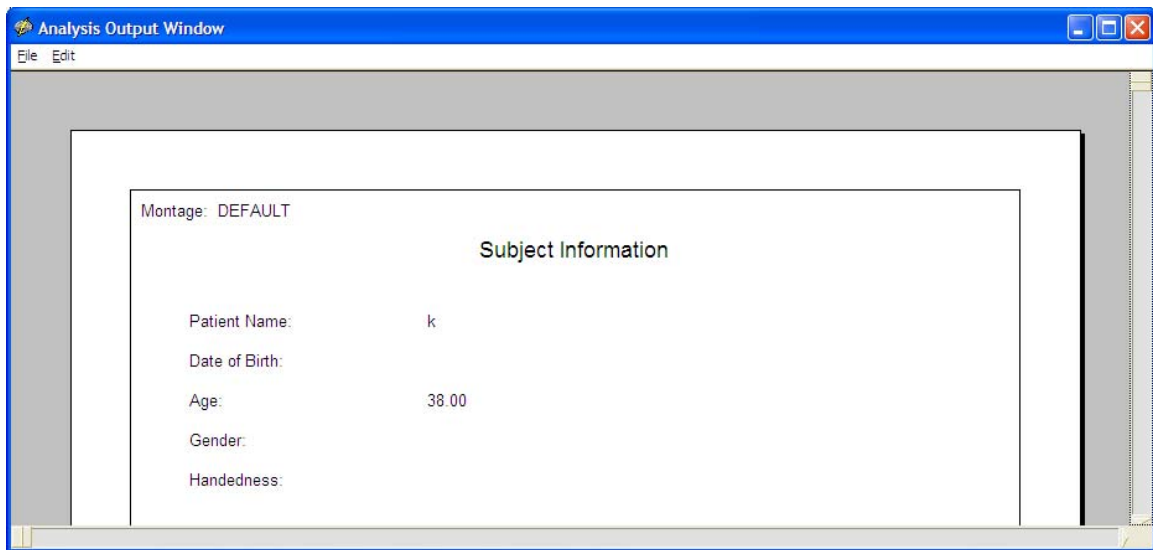 Analysis Output Window
File Edit
Montage: DEFAULT
Subject Information
Patient Name: k
Date of Birth:
Age: 38.00
Gender:
Handedness: